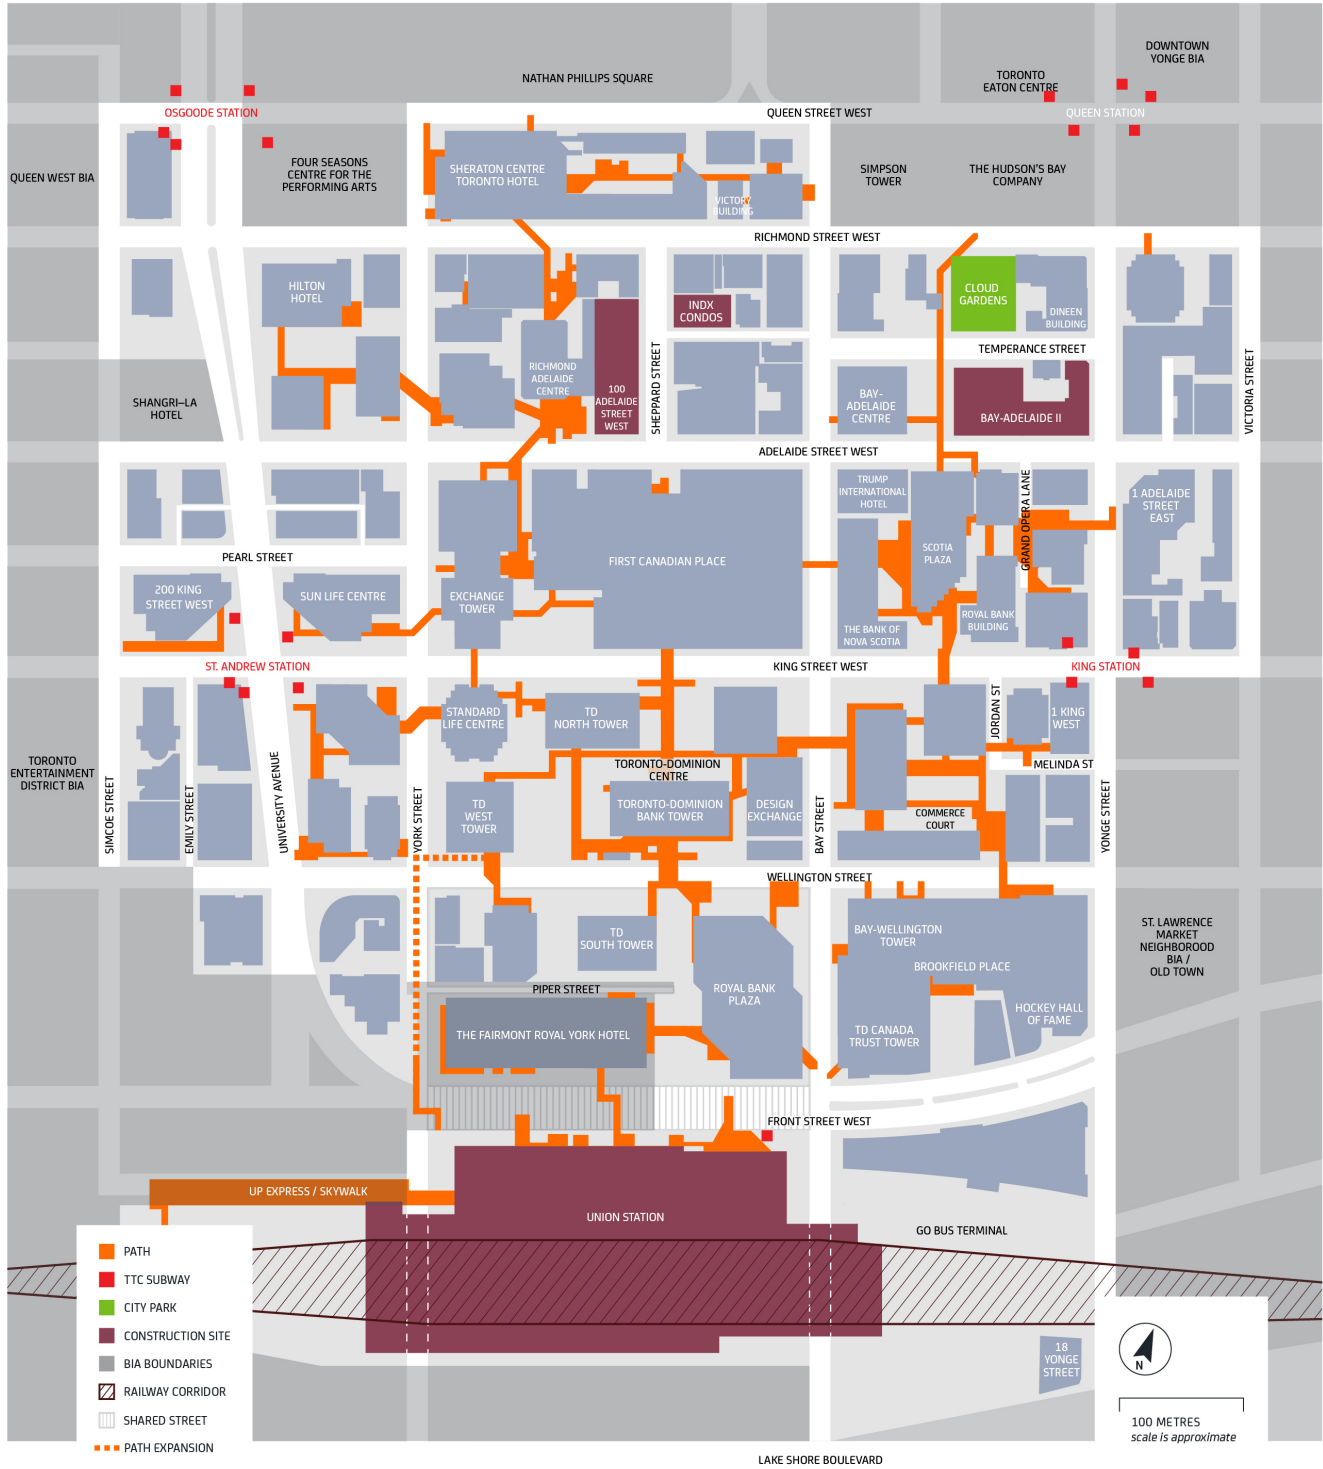 DOWNTOWN
YONGE BIA
NATHAN PHILLIPS SQUARE
TORONTO
EATON CENTRE
OSGOODE STATION
QUEEN STREET WEST
QUEEN STATION
QUEEN WEST BIA
FOUR SEASONS
CENTRE FOR THE
PERFORMING ARTS
SHERATON CENTRE
TORONTO HOTEL
SIMPSON
TOWER
THE HUDSON'S BAY
COMPANY
VICTORY
BUILDING
RICHMOND STREET WEST
HILTON
HOTEL
CLOUD
GARDENS
INDX
CONDOS
DINEEN
BUILDING
TEMPERANCE STREET
SHEPPARD STREET
VICTORIA STREET
RICHMOND
ADELAIDE
CENTRE
100
ADELAIDE
STREET
WEST
SHANGRI–LA
HOTEL
BAY-
ADELAIDE
CENTRE
BAY-ADELAIDE II
ADELAIDE STREET WEST
TRUMP
INTERNATIONAL
HOTEL
GRAND OPERA LANE
1 ADELAIDE
STREET
EAST
PEARL STREET
FIRST CANADIAN PLACE
SCOTIA
PLAZA
200 KING
STREET WEST
SUN LIFE CENTRE
EXCHANGE
TOWER
THE BANK OF
NOVA SCOTIA
ROYAL BANK
BUILDING
ST. ANDREW STATION
KING STREET WEST
KING STATION
STANDARD
LIFE CENTRE
TD
NORTH TOWER
JORDAN ST
1 KING
WEST
TORONTO
ENTERTAINMENT
DISTRICT BIA
TORONTO-DOMINION
CENTRE
MELINDA ST
SIMCOE STREET
EMILY STREET
UNIVERSITY AVENUE
YORK STREET
TD
WEST
TOWER
TORONTO-DOMINION
BANK TOWER
DESIGN
EXCHANGE
BAY STREET
COMMERCE
COURT
YONGE STREET
WELLINGTON STREET
TD
SOUTH TOWER
BAY-WELLINGTON
TOWER
BROOKFIELD PLACE
ST. LAWRENCE
MARKET
NEIGHBOROOD
BIA /
OLD TOWN
PIPER STREET
ROYAL BANK
PLAZA
HOCKEY HALL
OF FAME
THE FAIRMONT ROYAL YORK HOTEL
TD CANADA
TRUST TOWER
FRONT STREET WEST
UP EXPRESS / SKYWALK
UNION STATION
GO BUS TERMINAL
PATH
TTC SUBWAY
CITY PARK
CONSTRUCTION SITE
BIA BOUNDARIES
RAILWAY CORRIDOR
SHARED STREET
PATH EXPANSION
18
YONGE
STREET
N
100 METRES
scale is approximate
LAKE SHORE BOULEVARD